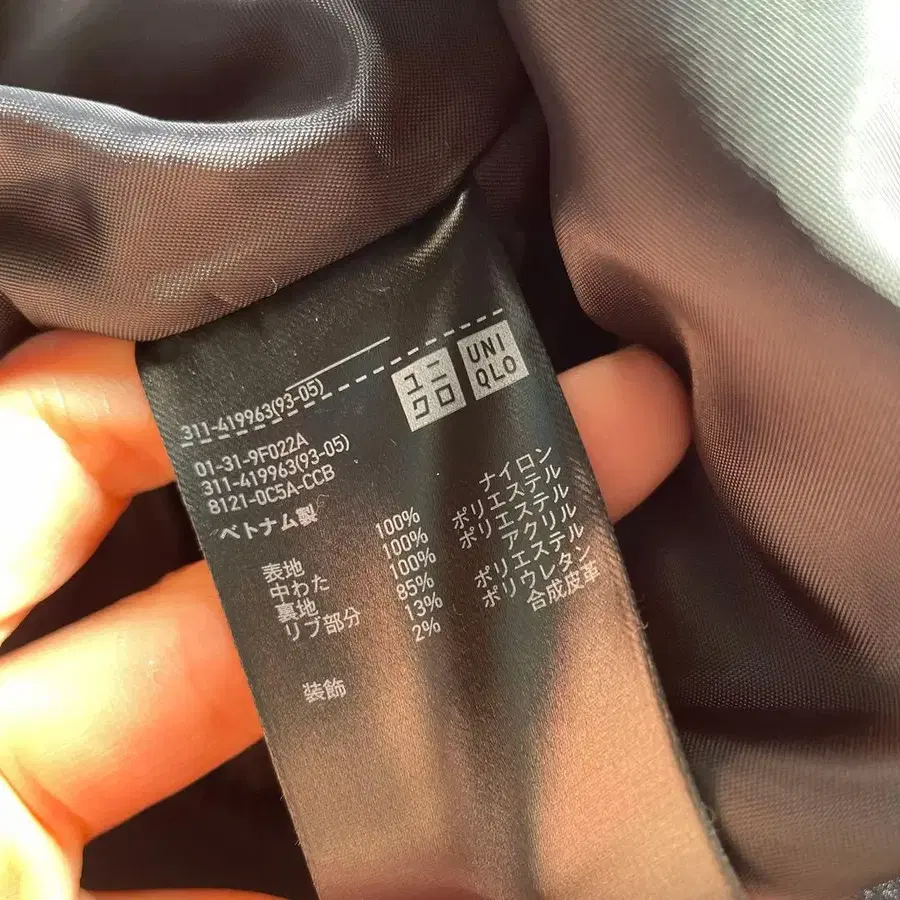 311-419963(93-05)
ユニ
クロ
UNI
QLO
01-31-9F022A
311-419963(93-05)
8121-0C5A-CCB
ベトナム製
表地 100% ナイロン
中わた 100% ポリエステル
裏地 100% ポリエステル
リブ部分 85% アクリル
13% ポリエステル
2% ポリウレタン
装飾 合成皮革